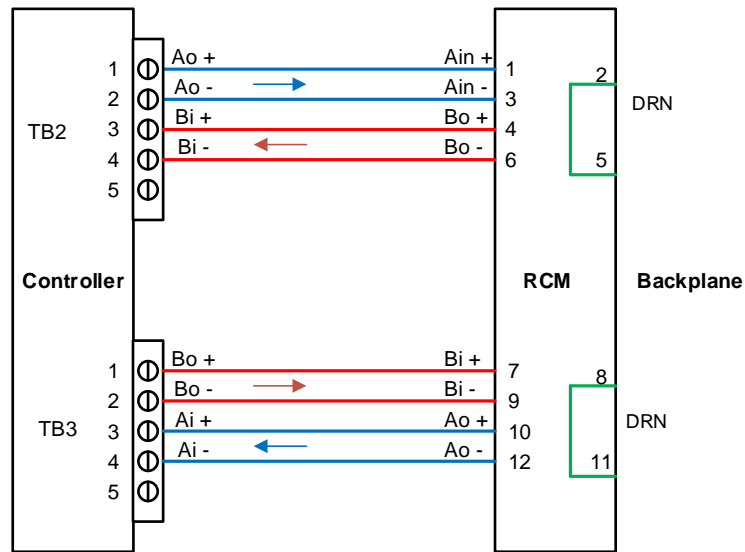 Ao + Ain +
1 1 2
Ao - Ain - DRN
2 3
Bi + Bo +
TB2 3 4
Bi - Bo -
4 6 5
5
Controller RCM Backplane
Bo + Bi +
1 7 8
Bo - Bi -
2 9
Ai + Ao + DRN
TB3 3 10
Ai - Ao -
4 12 11
5